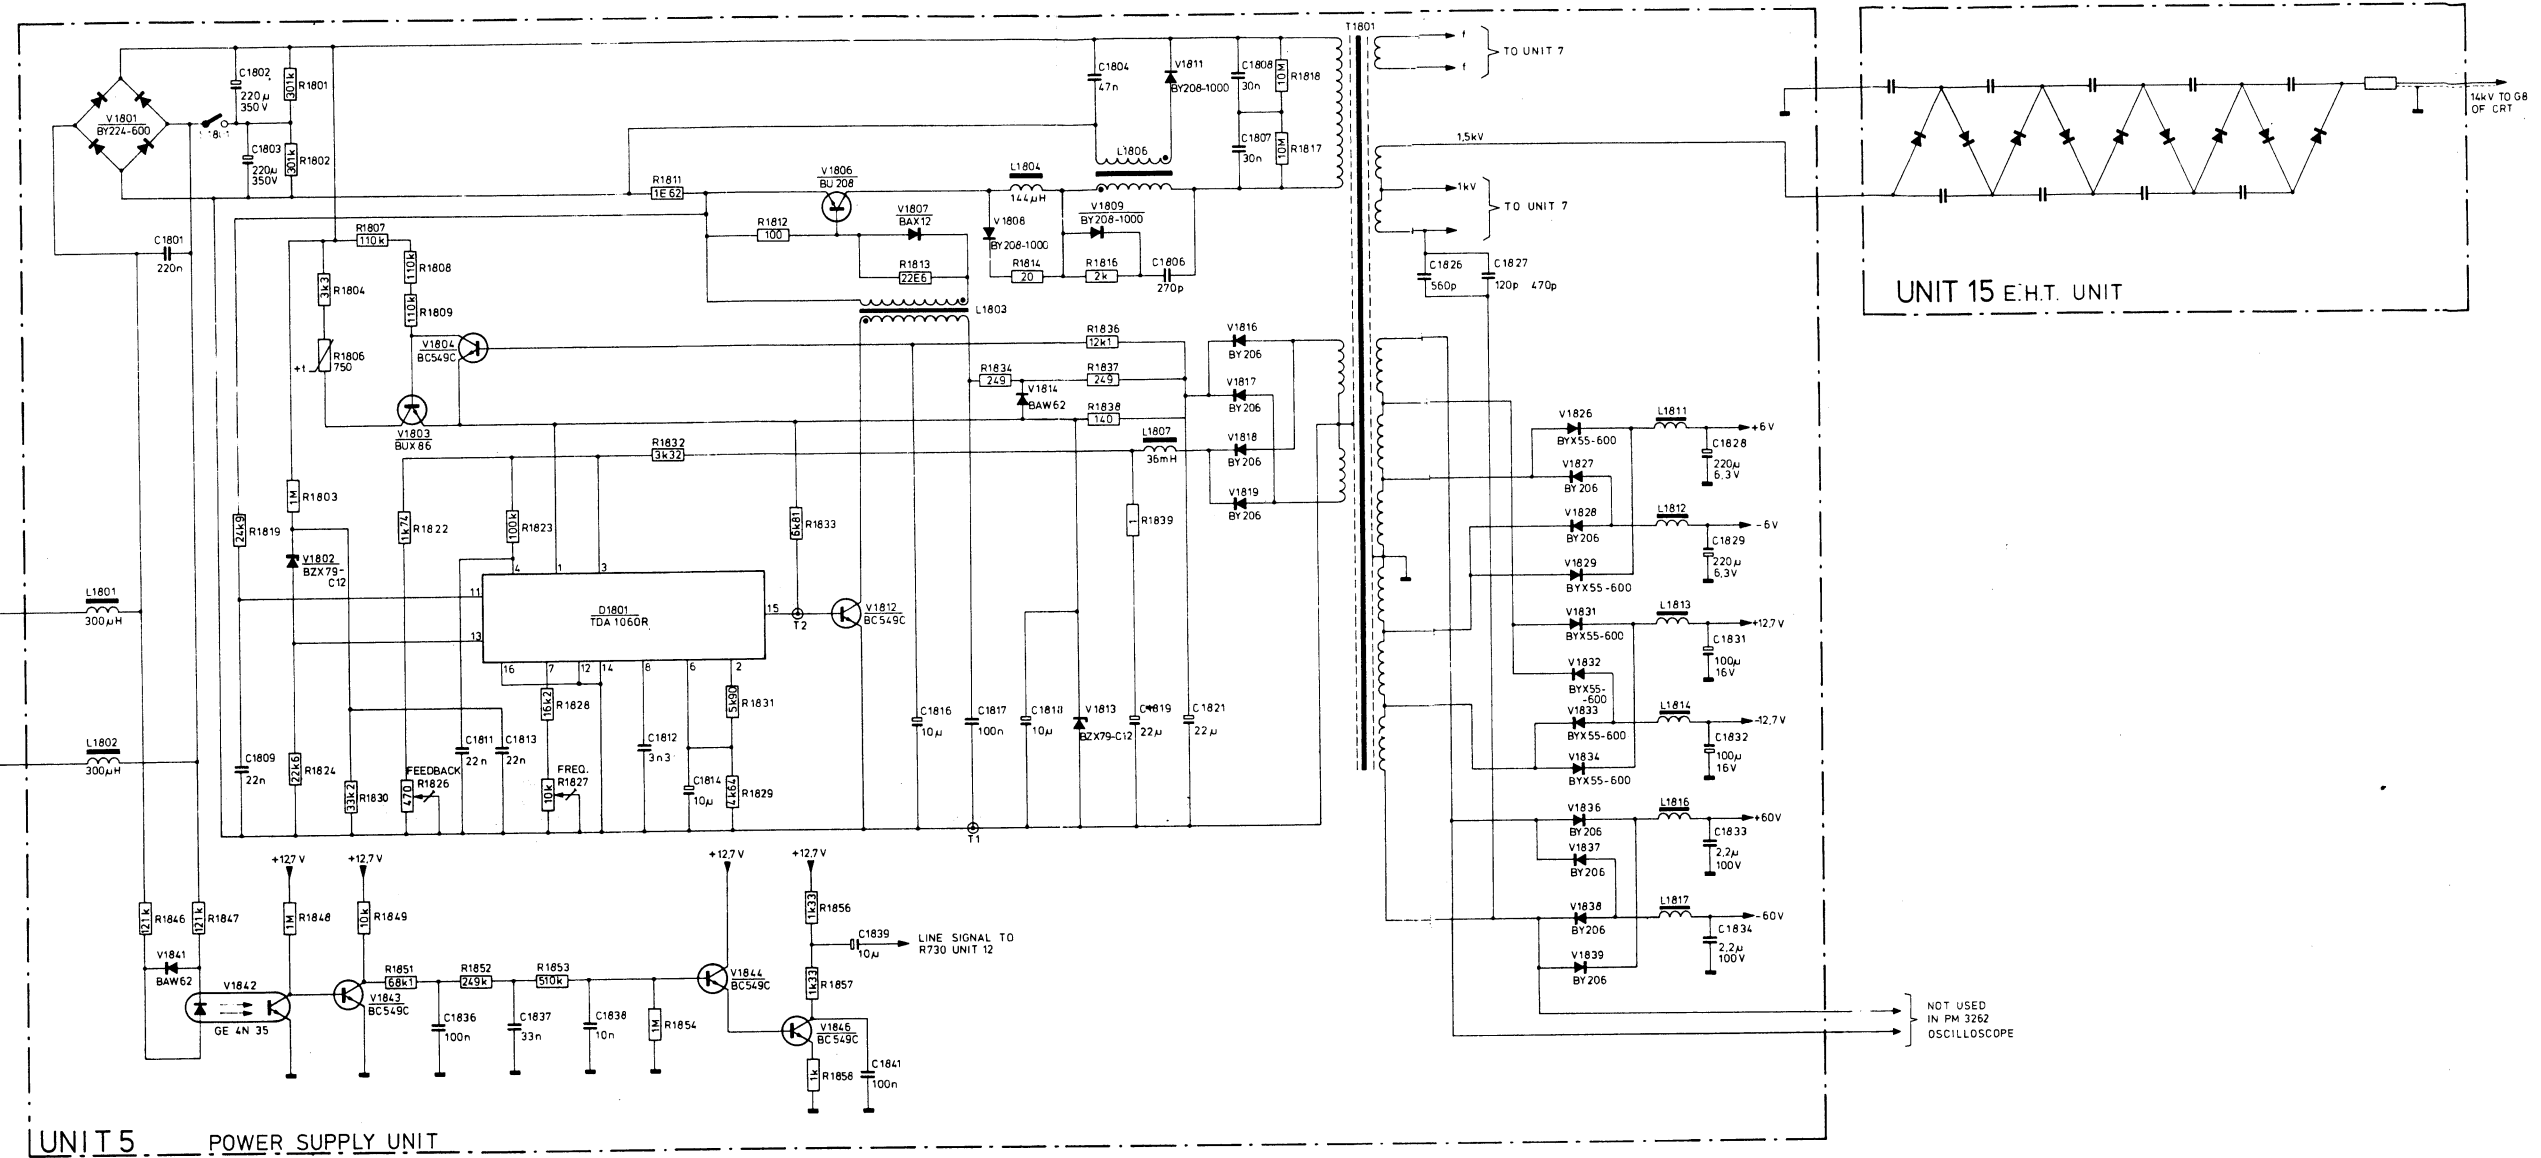 T1801
f
f
TO UNIT 7
V1801
BY224-600
C1802
220µ
350V
301k
R1801
C1803
220µ
350V
301k
R1802
C1804
47n
V1811
BY208-1000
C1808
30n
10M
R1818
C1807
30n
10M
R1817
L1806
1,5kV
1kV
TO UNIT 7
14kV TO G8
OF CRT
UNIT 15 E.H.T. UNIT
R1811
1E62
V1806
BU208
L1804
144µH
R1812
100
V1807
BAX12
V1808
BY208-1000
V1809
BY208-1000
R1813
22E6
R1814
20
R1816
2k
C1806
270p
C1826
560p
C1827
120p 470p
C1801
220n
R1807
110k
110k
R1808
3k3
R1804
110k
R1809
L1803
+t
R1806
750
V1804
BC549C
V1803
BUX86
R1836
12k1
R1834
249
R1837
249
V1814
BAW62
R1838
140
V1816
BY206
V1817
BY206
V1818
BY206
V1819
BY206
R1832
3k32
L1807
36mH
V1826
BYX55-600
L1811
+6V
C1828
220µ
6,3V
V1827
BY206
V1828
BY206
L1812
-6V
C1829
220µ
6,3V
V1829
BYX55-600
V1831
BYX55-600
L1813
+12,7V
C1831
100µ
16V
V1832
BYX55-
-600
V1833
BYX55-600
L1814
-12,7V
C1832
100µ
16V
V1834
BYX55-600
V1836
BY206
L1816
+60V
C1833
2,2µ
100V
V1837
BY206
V1838
BY206
L1817
-60V
C1834
2,2µ
100V
V1839
BY206
NOT USED
IN PM 3262
OSCILLOSCOPE
1M
R1803
24k9
R1819
V1802
BZX79-
C12
1k74
R1822
100k
R1823
6k81
R1833
1
R1839
4
1
3
11
13
15
D1801
TDA1060R
16
7
12
14
8
6
2
T2
V1812
BC549C
L1801
300µH
L1802
300µH
C1809
22n
22k6
R1824
33k2
R1830
FEEDBACK
R1826
470
C1811
22n
C1813
22n
16k2
R1828
FREQ.
R1827
10k
C1812
3n3
C1814
10µ
5k90
R1831
4k64
R1829
C1816
10µ
C1817
100n
C1818
10µ
V1813
BZX79-C12
C1819
22µ
C1821
22µ
T1
+12,7V
+12,7V
+12,7V
+12,7V
121k
R1846
121k
R1847
1M
R1848
10k
R1849
V1841
BAW62
V1842
GE 4N 35
V1843
BC549C
R1851
68k1
R1852
249k
R1853
510k
C1836
100n
C1837
33n
C1838
10n
1M
R1854
V1844
BC549C
1k33
R1856
C1839
10µ
LINE SIGNAL TO
R730 UNIT 12
1k33
R1857
V1846
BC549C
1k
R1858
C1841
100n
UNIT 5 POWER SUPPLY UNIT